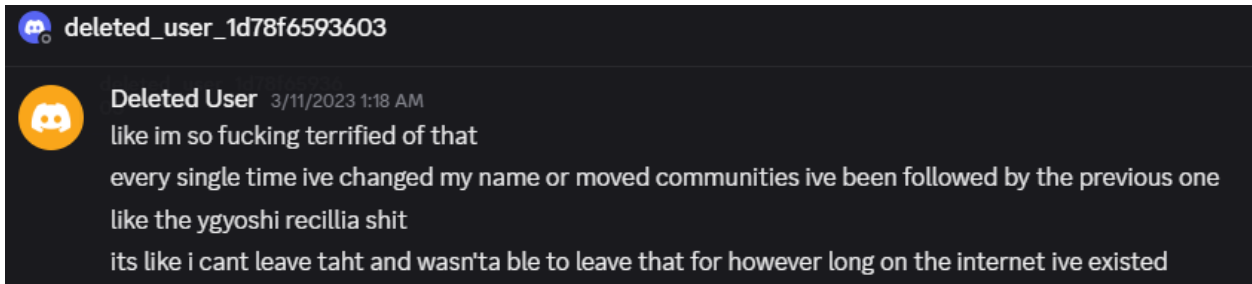 deleted_user_1d78f6593603
Deleted User 3/11/2023 1:18 AM
like im so fucking terrified of that
every single time ive changed my name or moved communities ive been followed by the previous one
like the ygyoshi recillia shit
its like i cant leave taht and wasn'ta ble to leave that for however long on the internet ive existed